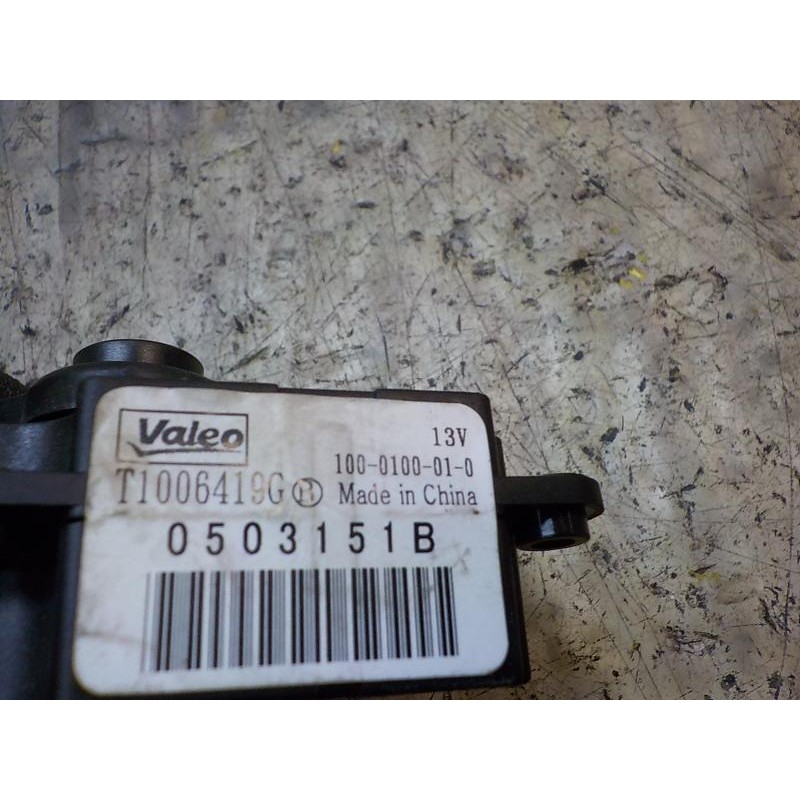 Valeo
13V
100-0100-01-0
T1006419G Ⓗ Made in China
0503151B